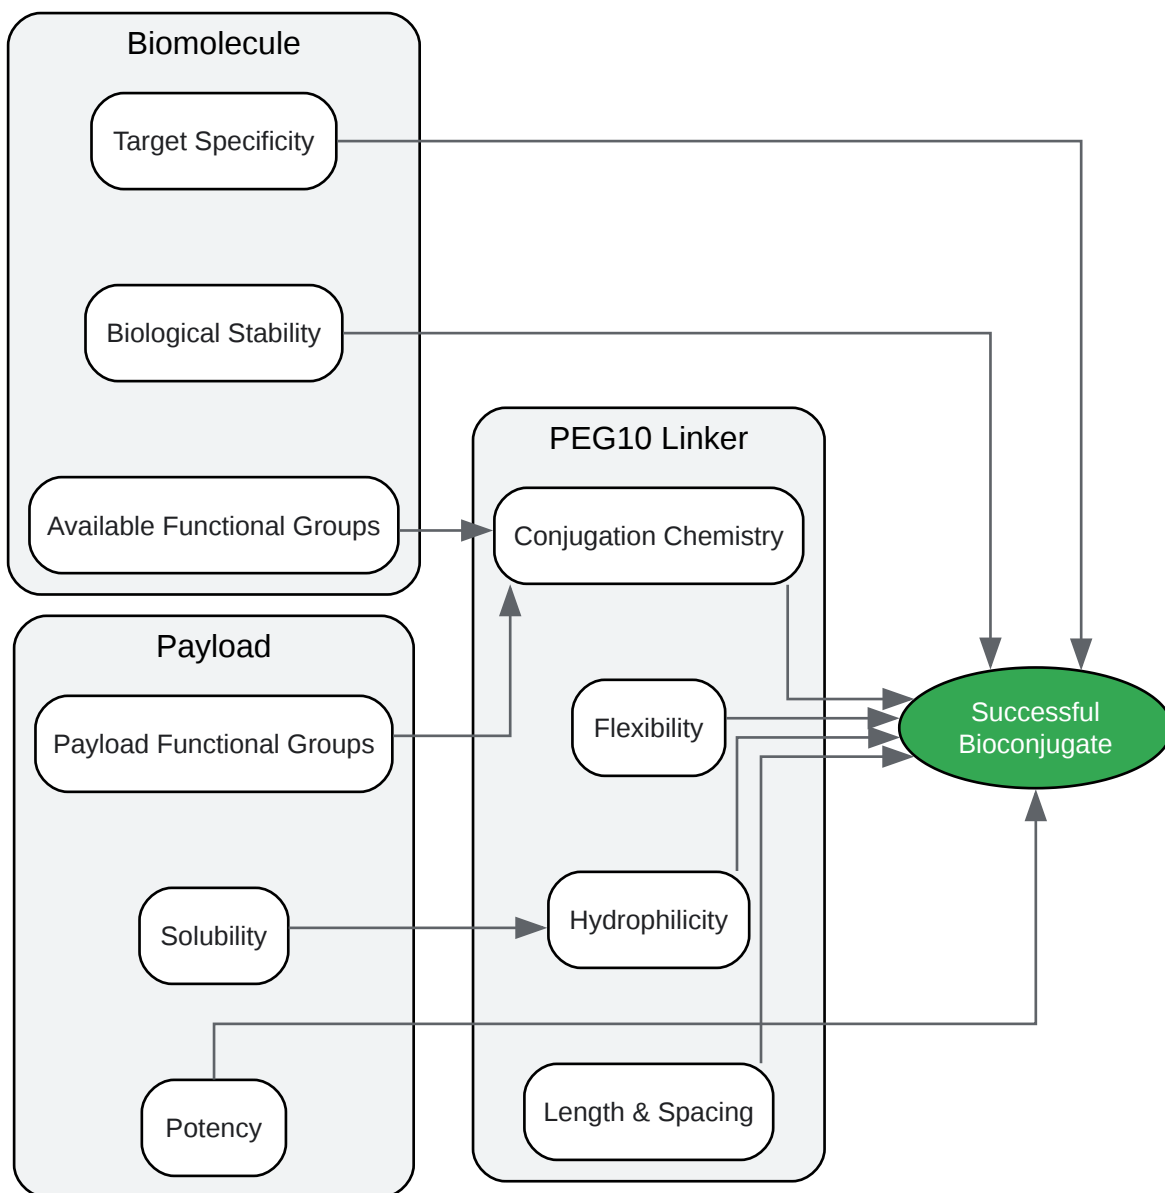 Biomolecule
Target Specificity
Biological Stability
Available Functional Groups
Payload
Payload Functional Groups
Solubility
Potency
PEG10 Linker
Conjugation Chemistry
Flexibility
Hydrophilicity
Length & Spacing
Successful
Bioconjugate